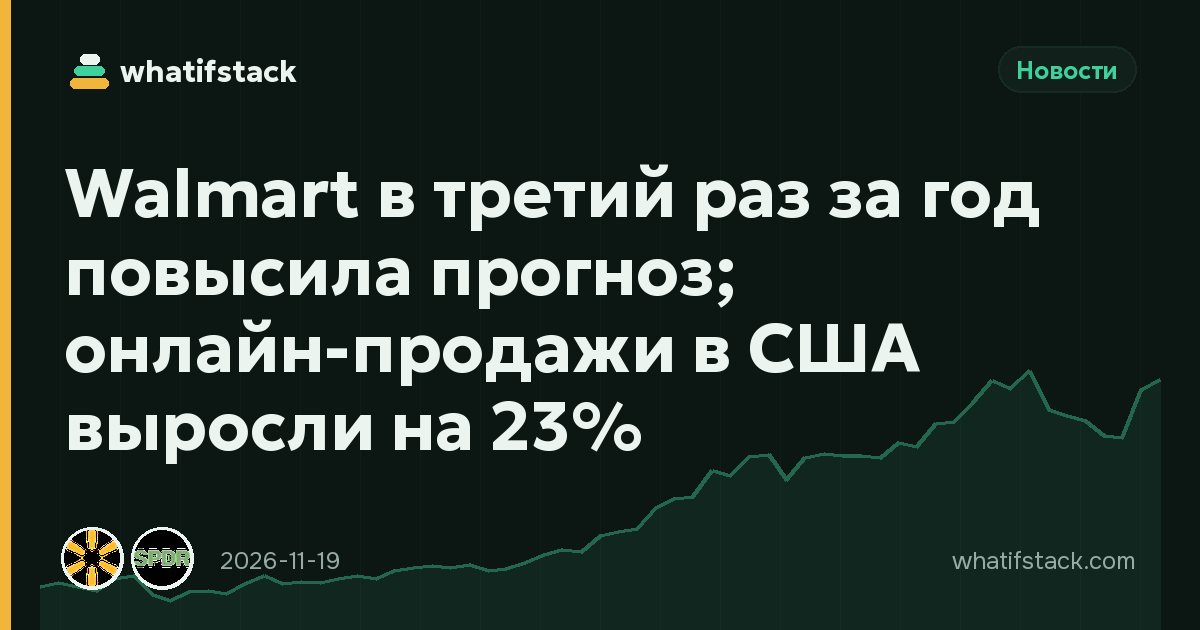 whatifstack
Новости
Walmart в третий раз за год
повысила прогноз;
онлайн-продажи в США
выросли на 23%
SPDR
2026-11-19
whatifstack.com